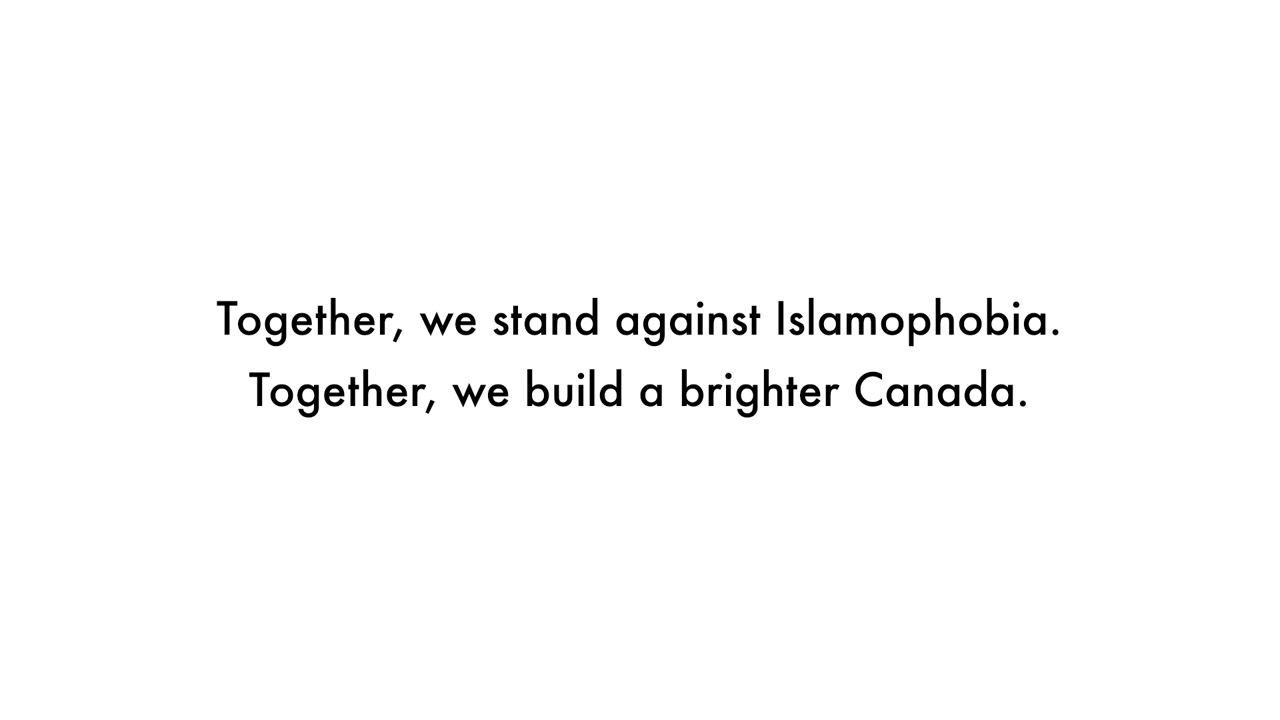 Together, we stand against Islamophobia.
Together, we build a brighter Canada.